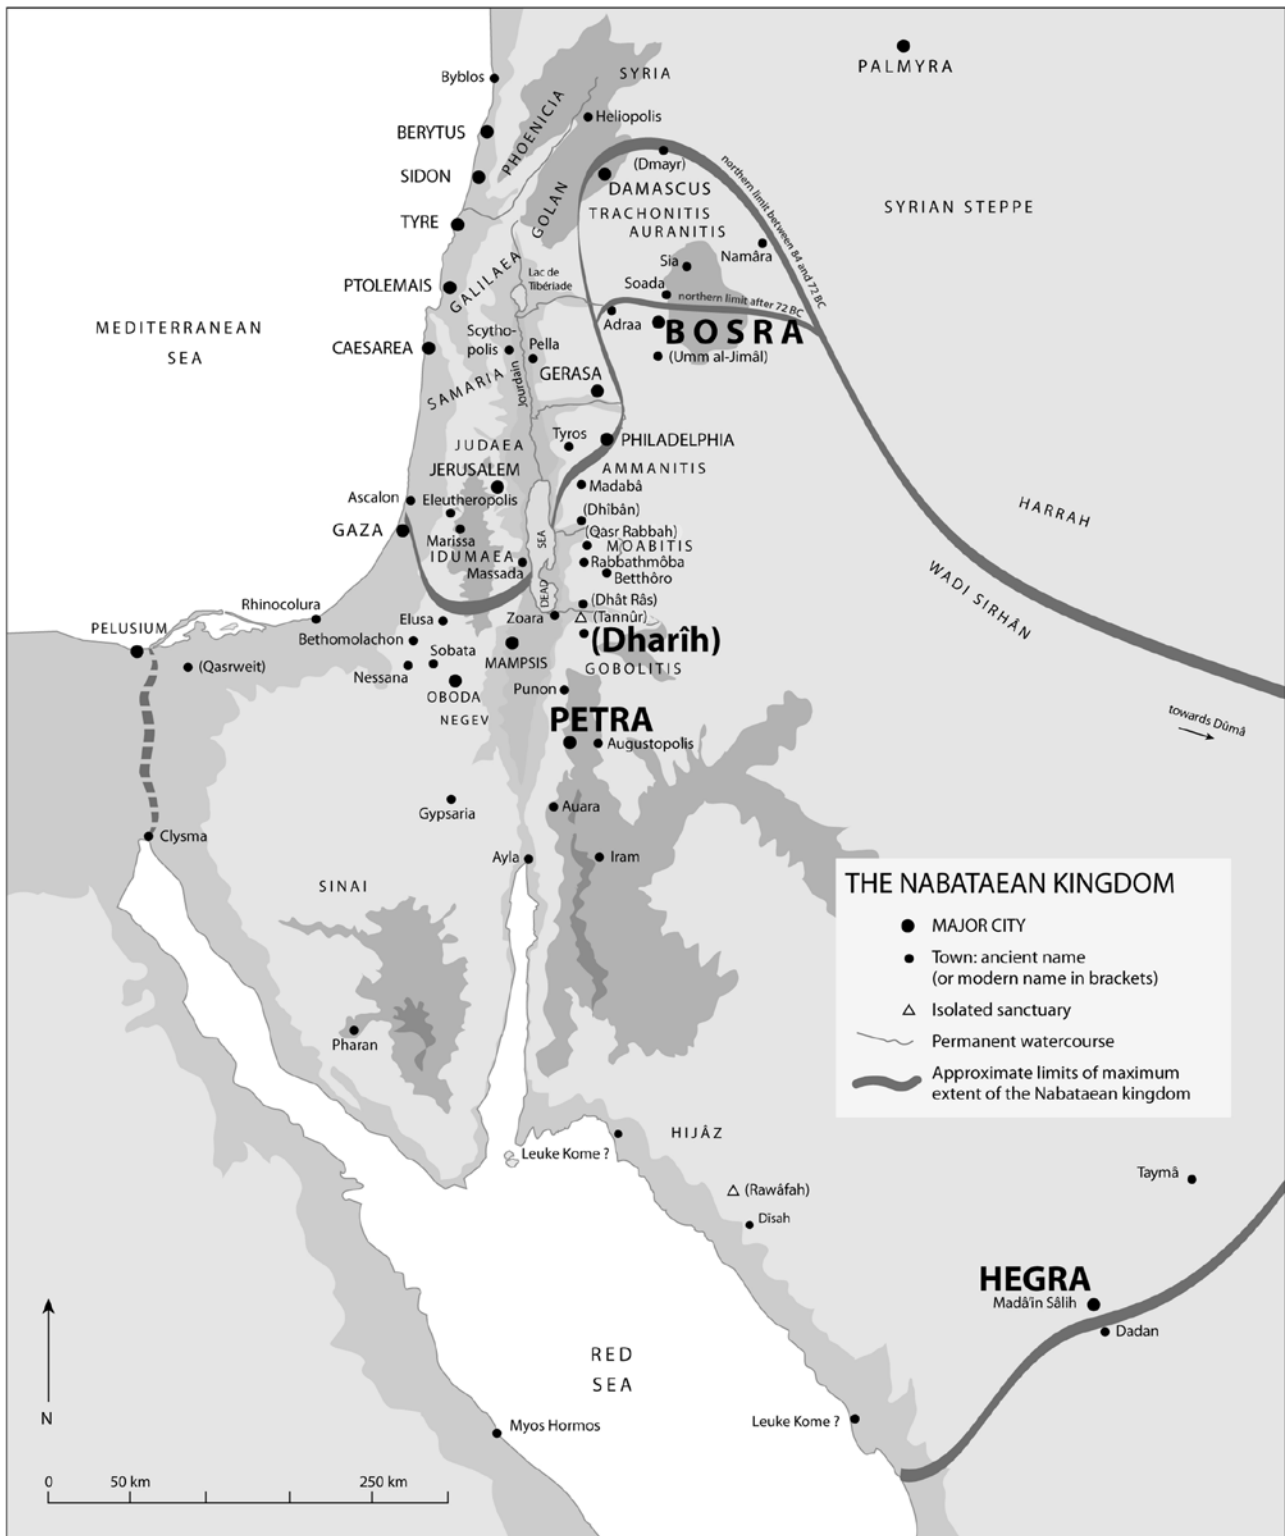 Byblos
SYRIA
PALMYRA
PHOENICIA
Heliopolis
BERYTUS
(Dmayr)
northern limit between 84 and 72 BC
SIDON
DAMASCUS
GOLAN
TRACHONITIS
AURANITIS
SYRIAN STEPPE
TYRE
Namâra
Sia
GALILAEA
Lac de
Tibériade
Soada
PTOLEMAIS
northern limit after 72 BC
MEDITERRANEAN
SEA
Adraa
BOSRA
Scytho-
polis
Pella
CAESAREA
(Umm al-Jimâl)
GERASA
Jourdain
SAMARIA
Tyros
PHILADELPHIA
JUDAEA
JERUSALEM
AMMANITIS
Madabâ
Ascalon
Eleutheropolis
(Dhîbân)
HARRAH
GAZA
(Qasr Rabbah)
Marissa
MOABITIS
IDUMAEA
Rabbathmôba
Massada
Betthôro
DEAD
SEA
WADI SIRHÂN
(Dhât Râs)
Rhinocolura
Elusa
Zoara
(Tannûr)
PELUSIUM
Bethomolachon
(Dharîh)
Sobata
(Qasrweit)
MAMPSIS
GOBOLITIS
Nessana
OBODA
Punon
NEGEV
PETRA
towards Dûmâ
Augustopolis
Gypsaria
Auara
Clysma
Ayla
Iram
SINAI
THE NABATAEAN KINGDOM
MAJOR CITY
Town: ancient name
(or modern name in brackets)
Isolated sanctuary
Permanent watercourse
Approximate limits of maximum
extent of the Nabataean kingdom
Pharan
HIJÂZ
Leuke Kome ?
Taymâ
(Rawâfah)
Dîsah
HEGRA
Madâ'in Sâlih
Dadan
RED
SEA
N
Myos Hormos
Leuke Kome ?
0 50 km 250 km